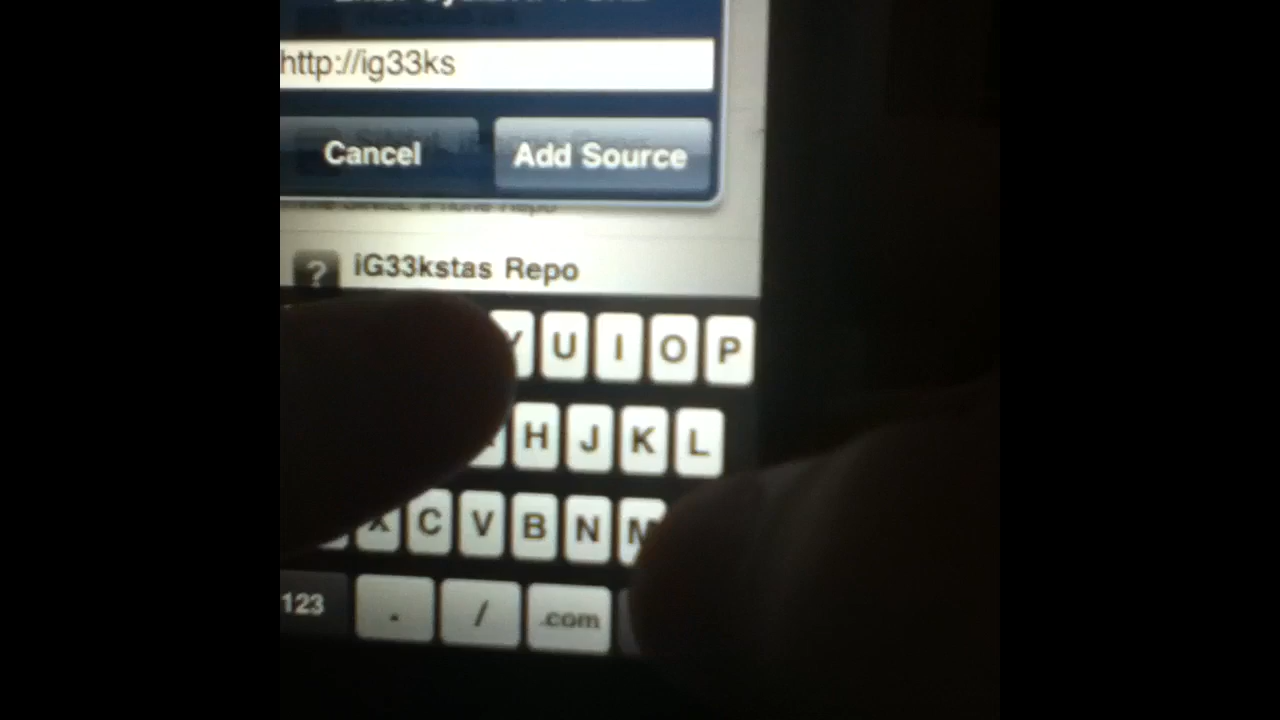 http://ig33ks
Cancel
Add Source
iG33kstas Repo
?
Y U I O P
H J K L
X C V B N M
123 . / .com